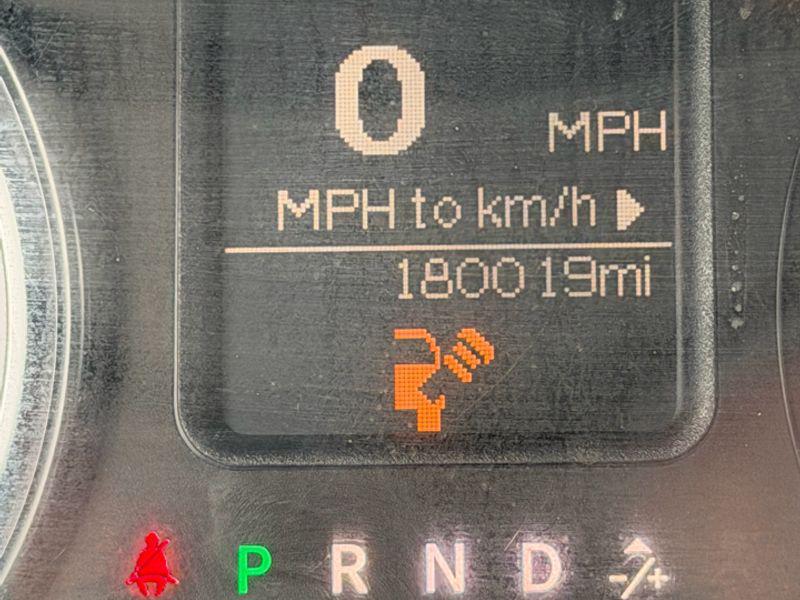 0 MPH
MPH to km/h
180019mi
P R N D -/+